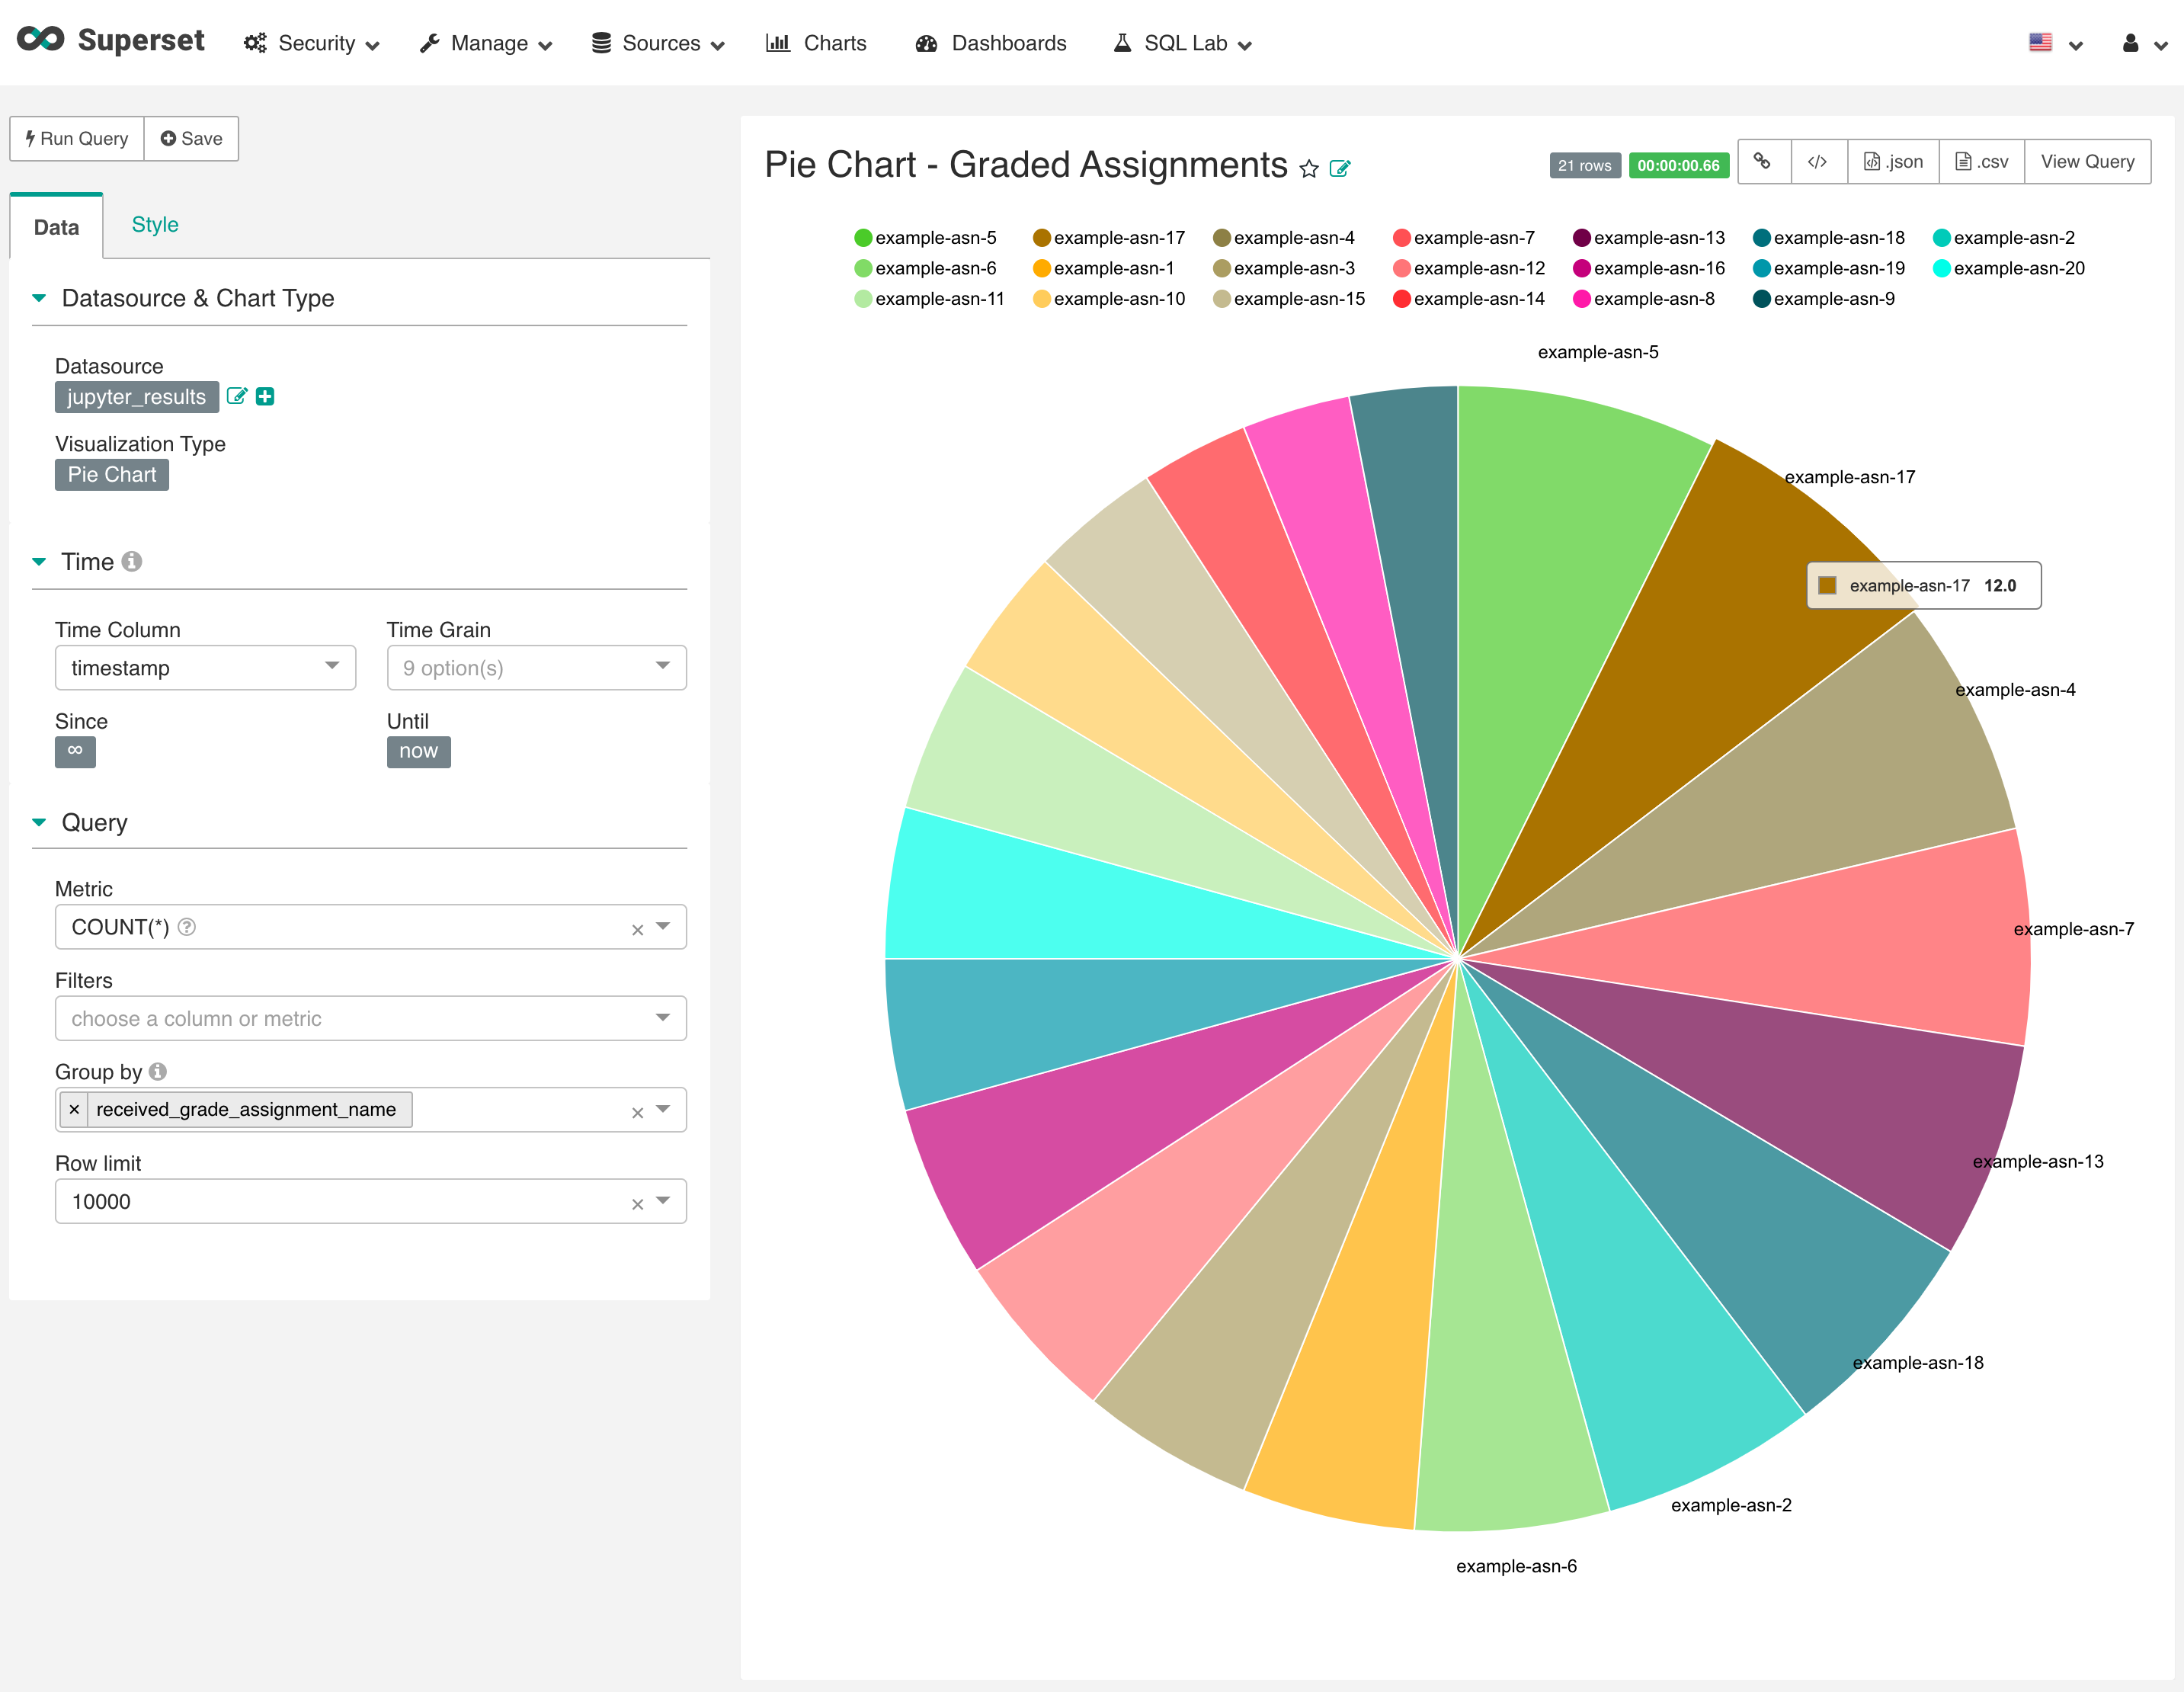 Superset Security Manage Sources Charts Dashboards SQL Lab
Run Query Save
Data Style
Datasource & Chart Type
Datasource
jupyter_results
Visualization Type
Pie Chart
Time
Time Column Time Grain
timestamp 9 option(s)
Since Until
∞ now
Query
Metric
COUNT(*) ?
× 
Filters
choose a column or metric
Group by
× received_grade_assignment_name ×
Row limit
10000 ×
Pie Chart - Graded Assignments 21 rows 00:00:00.66 </> .json .csv View Query
example-asn-5 example-asn-17 example-asn-4 example-asn-7 example-asn-13 example-asn-18 example-asn-2
example-asn-6 example-asn-1 example-asn-3 example-asn-12 example-asn-16 example-asn-19 example-asn-20
example-asn-11 example-asn-10 example-asn-15 example-asn-14 example-asn-8 example-asn-9
example-asn-5
example-asn-17
example-asn-17 12.0
example-asn-4
example-asn-7
example-asn-13
example-asn-18
example-asn-2
example-asn-6